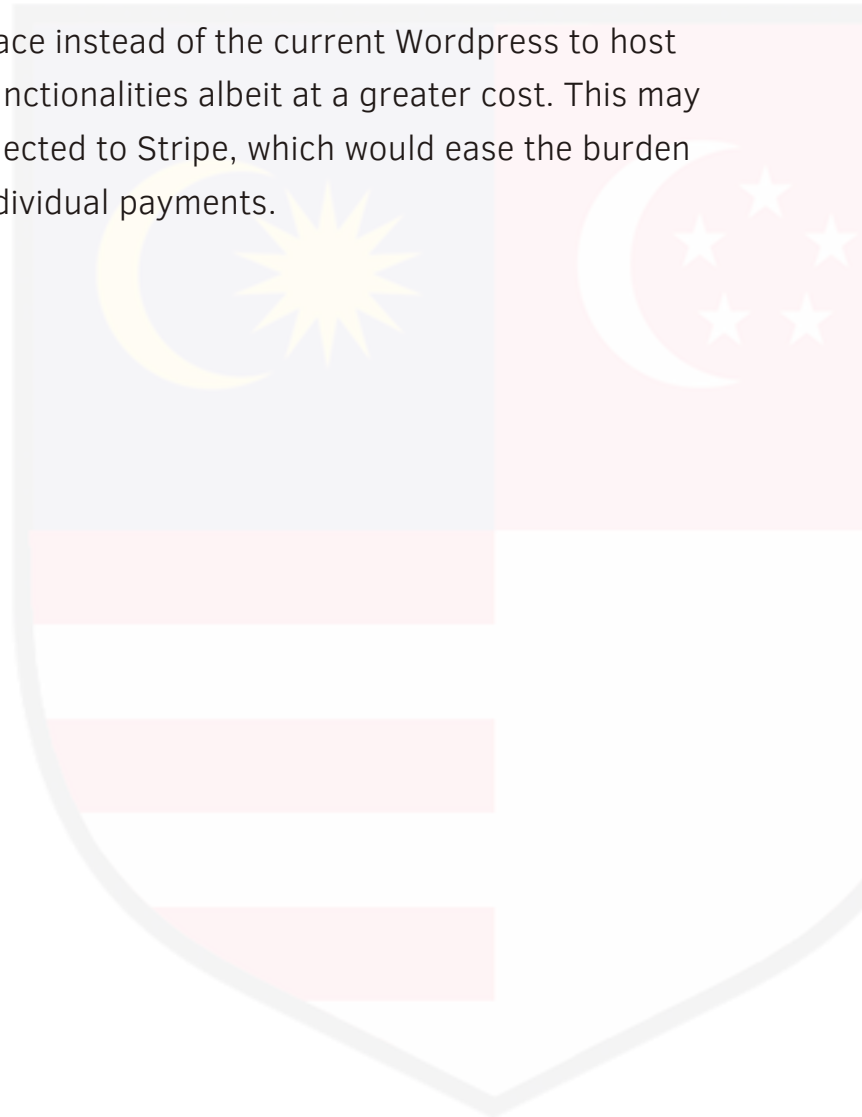 ace instead of the current Wordpress to host
nctionalities albeit at a greater cost. This may
ected to Stripe, which would ease the burden
dividual payments.